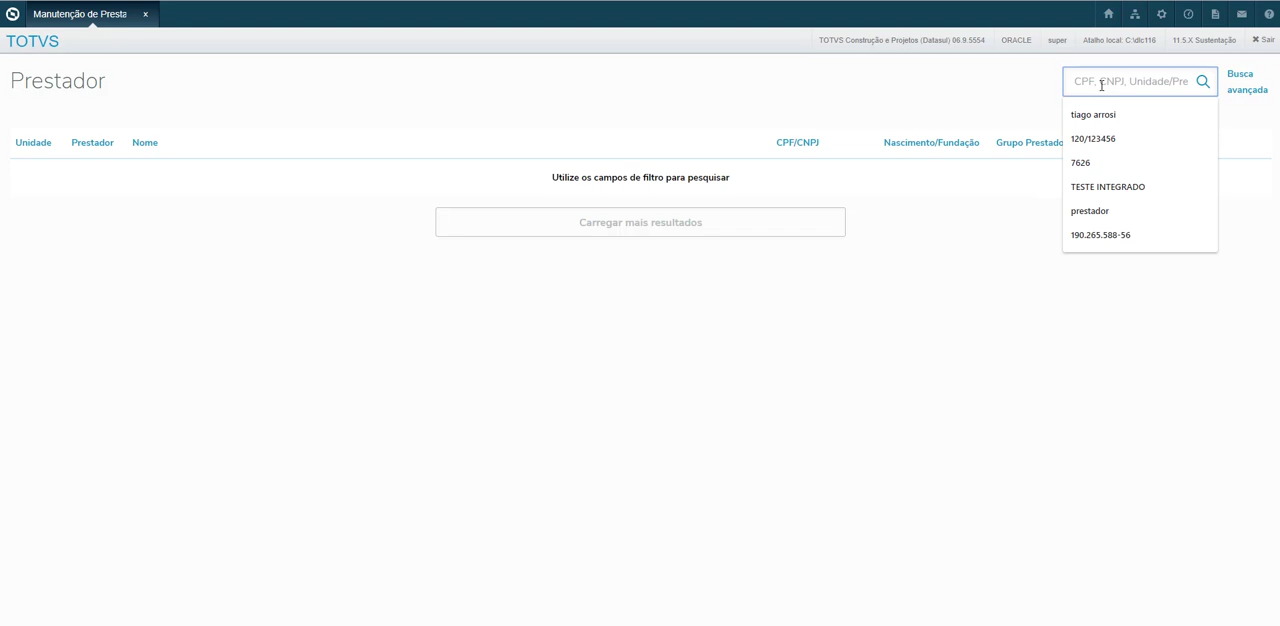 Manutenção de Presta x
TOTVS
TOTVS Construção e Projetos (Datasul) 06.9.5554 ORACLE super Atalho local: C:\dlc116 11.5.X Sustentação ✖ Sair
Prestador
CPF, CNPJ, Unidade/Pre
Busca
avançada
tiago arrosi
120/123456
7626
TESTE INTEGRADO
prestador
190.265.588-56
Unidade Prestador Nome CPF/CNPJ Nascimento/Fundação Grupo Prestado
Utilize os campos de filtro para pesquisar
Carregar mais resultados